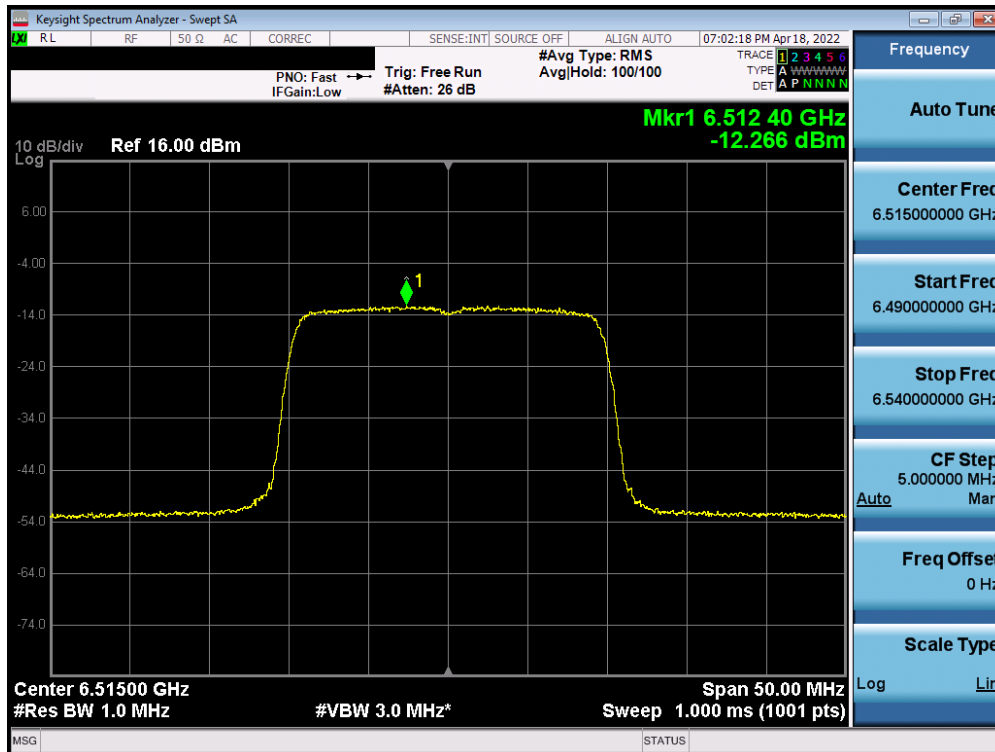 Keysight Spectrum Analyzer - Swept SA
LXI RL RF 50 Ω AC CORREC SENSE:INT SOURCE OFF ALIGN AUTO 07:02:18 PM Apr 18, 2022
PNO: Fast
IFGain:Low
Trig: Free Run
#Atten: 26 dB
#Avg Type: RMS
Avg|Hold: 100/100
TRACE 1 2 3 4 5 6
TYPE A WWWWW
DET A P N N N N
Mkr1 6.512 40 GHz
-12.266 dBm
10 dB/div Ref 16.00 dBm
Log
1
6.00
-4.00
-14.0
-24.0
-34.0
-44.0
-54.0
-64.0
-74.0
Center 6.51500 GHz Span 50.00 MHz
#Res BW 1.0 MHz #VBW 3.0 MHz* Sweep 1.000 ms (1001 pts)
MSG STATUS
Frequency
Auto Tune
Center Freq
6.515000000 GHz
Start Freq
6.490000000 GHz
Stop Freq
6.540000000 GHz
CF Step
5.000000 MHz
Auto Man
Freq Offset
0 Hz
Scale Type
Log Lin